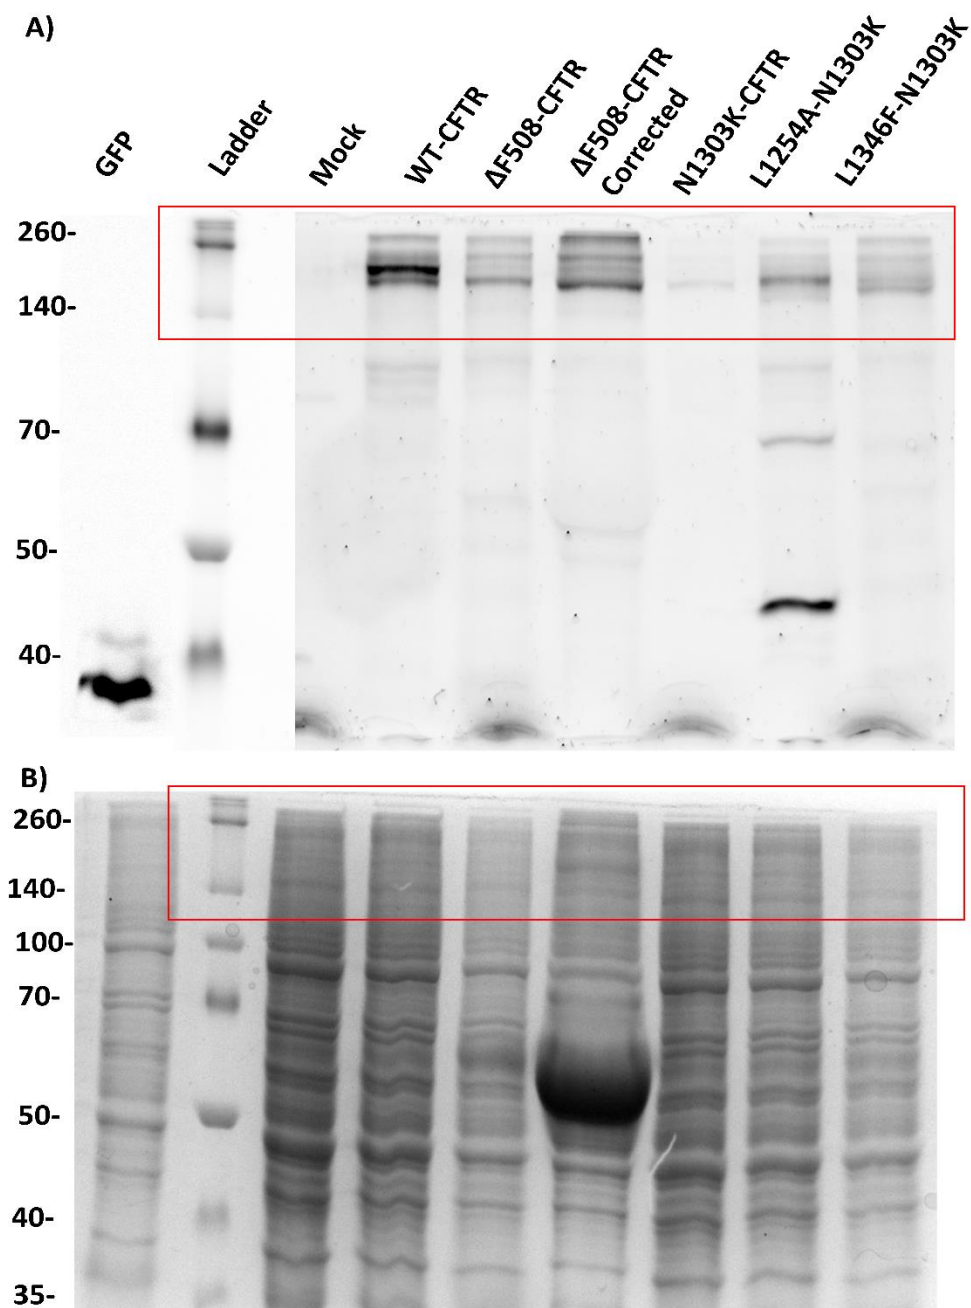 A)
GFP
Ladder
Mock
WT-CFTR
ΔF508-CFTR
ΔF508-CFTR
Corrected
N1303K-CFTR
L1254A-N1303K
L1346F-N1303K
260-
140-
70-
50-
40-
B)
260-
140-
100-
70-
50-
40-
35-